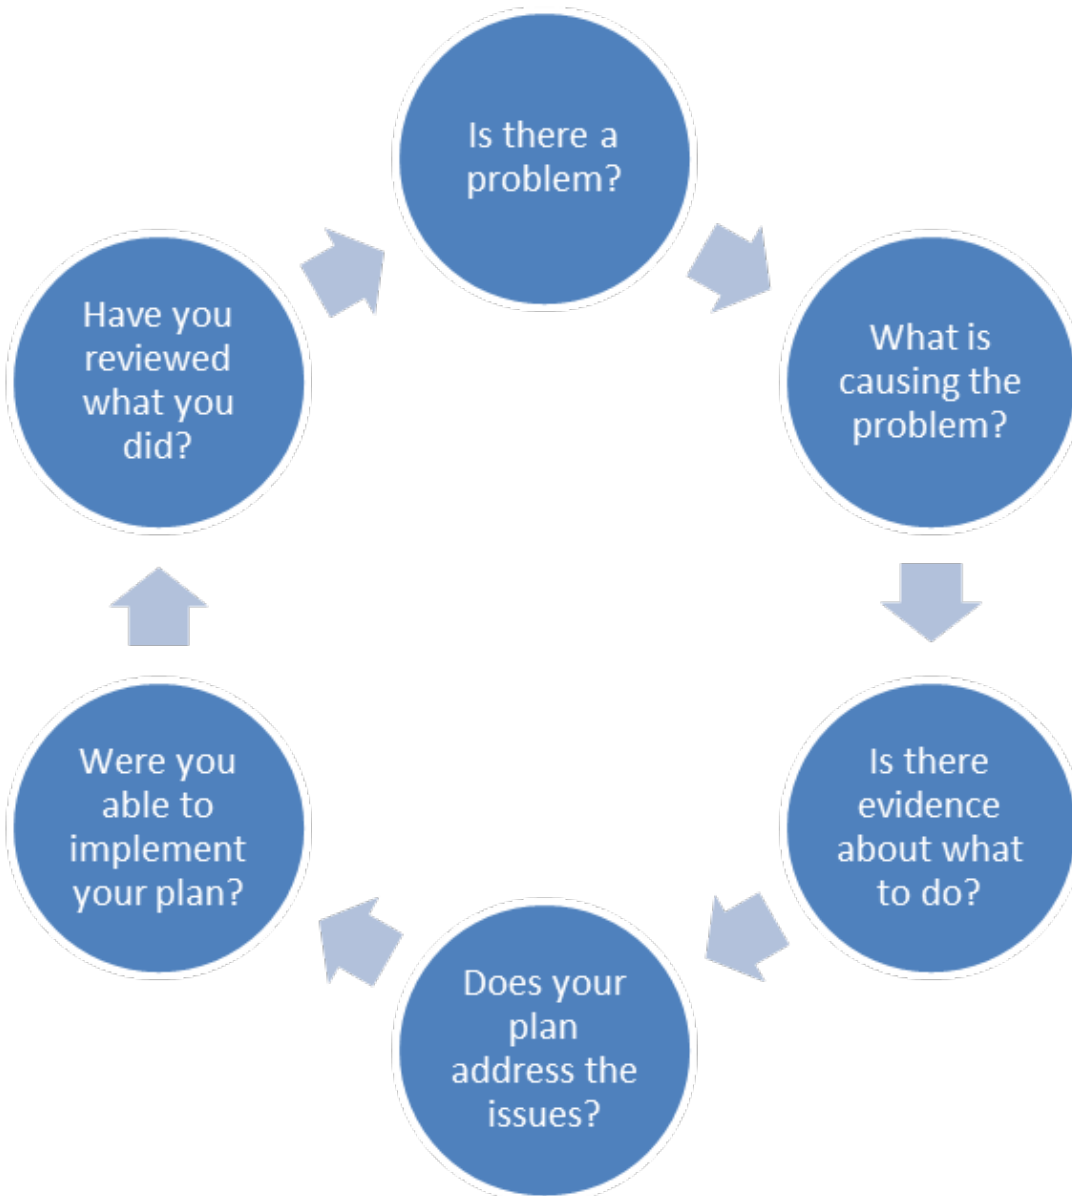 Is there a
problem?
What is
causing the
problem?
Is there
evidence
about what
to do?
Does your
plan
address the
issues?
Were you
able to
implement
your plan?
Have you
reviewed
what you
did?